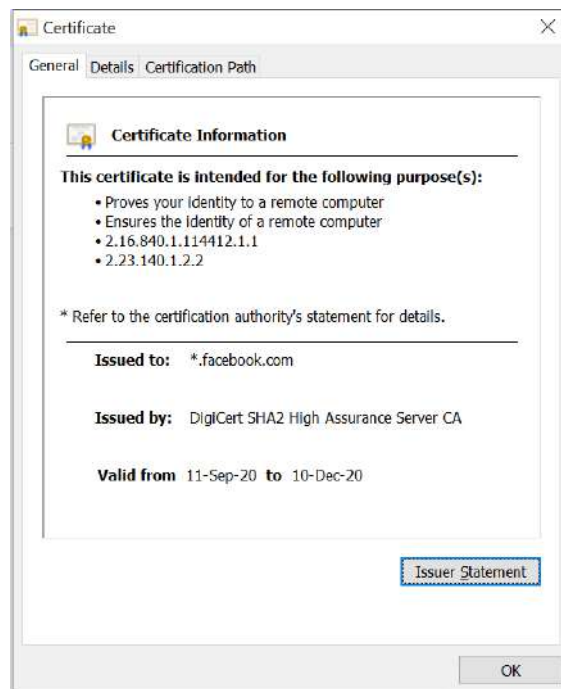 Certificate
General Details Certification Path
Certificate Information
This certificate is intended for the following purpose(s):
• Proves your identity to a remote computer
• Ensures the identity of a remote computer
• 2.16.840.1.114412.1.1
• 2.23.140.1.2.2
* Refer to the certification authority's statement for details.
Issued to: *.facebook.com
Issued by: DigiCert SHA2 High Assurance Server CA
Valid from 11-Sep-20 to 10-Dec-20
Issuer Statement
OK